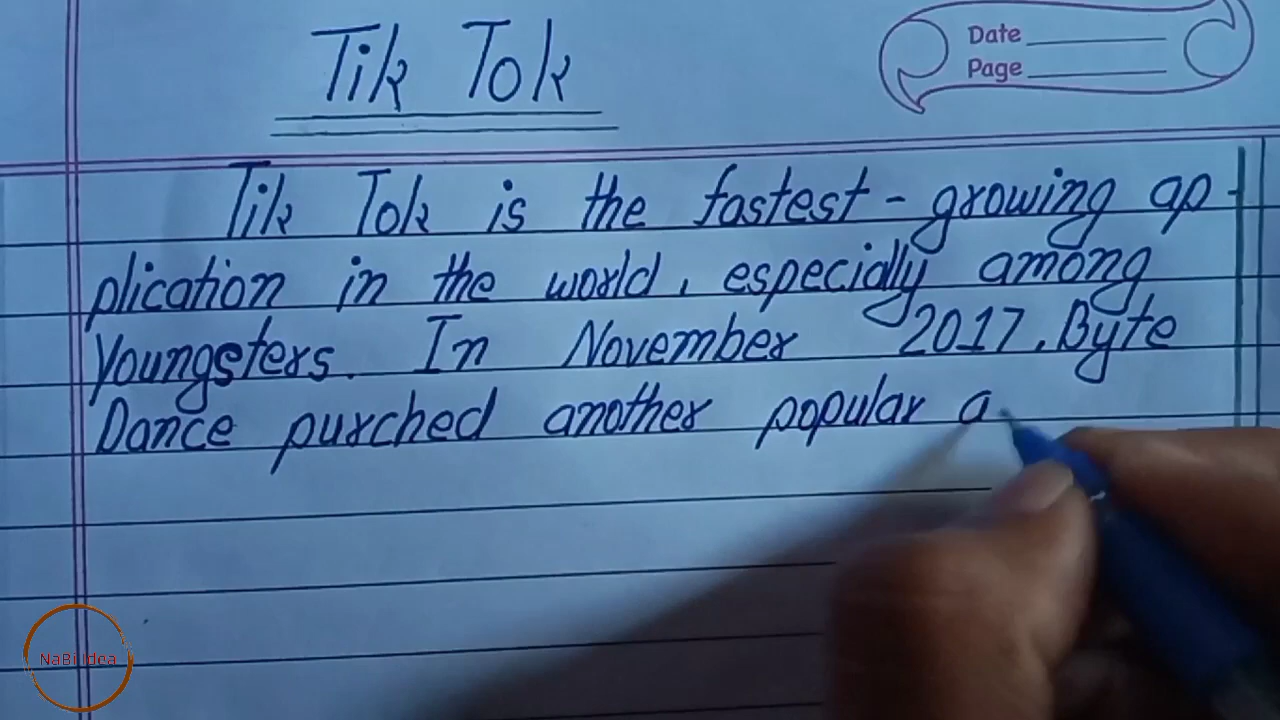 Tik Tok
Date
Page
Tik Tok is the fastest-growing ap-
plication in the world, especially among
Youngsters. In November 2017, Byte
Dance purched another popular a
NaBi Idea